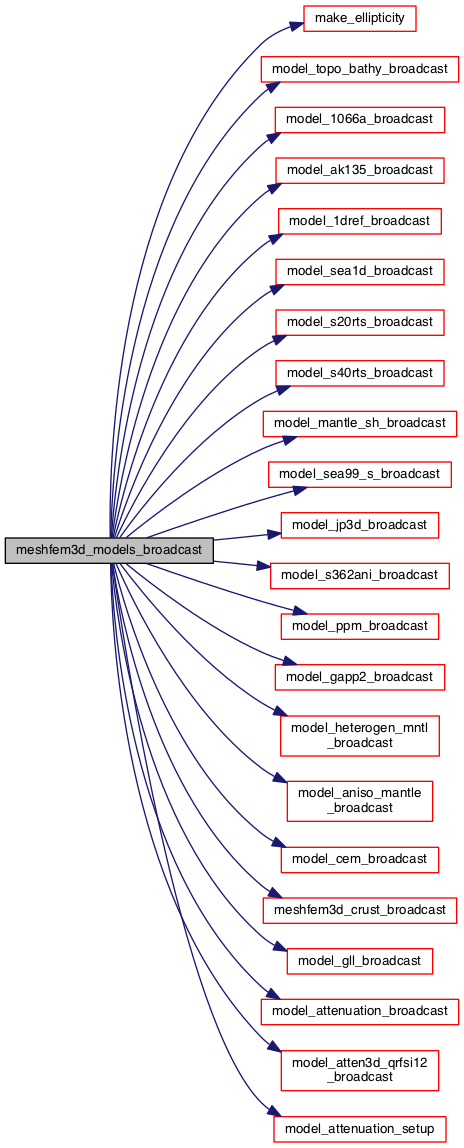 make_ellipticity
model_topo_bathy_broadcast
model_1066a_broadcast
model_ak135_broadcast
model_1dref_broadcast
model_sea1d_broadcast
model_s20rts_broadcast
model_s40rts_broadcast
model_mantle_sh_broadcast
model_sea99_s_broadcast
model_jp3d_broadcast
meshfem3d_models_broadcast
model_s362ani_broadcast
model_ppm_broadcast
model_gapp2_broadcast
model_heterogen_mntl
_broadcast
model_aniso_mantle
_broadcast
model_cem_broadcast
meshfem3d_crust_broadcast
model_gll_broadcast
model_attenuation_broadcast
model_atten3d_qrfsi12
_broadcast
model_attenuation_setup